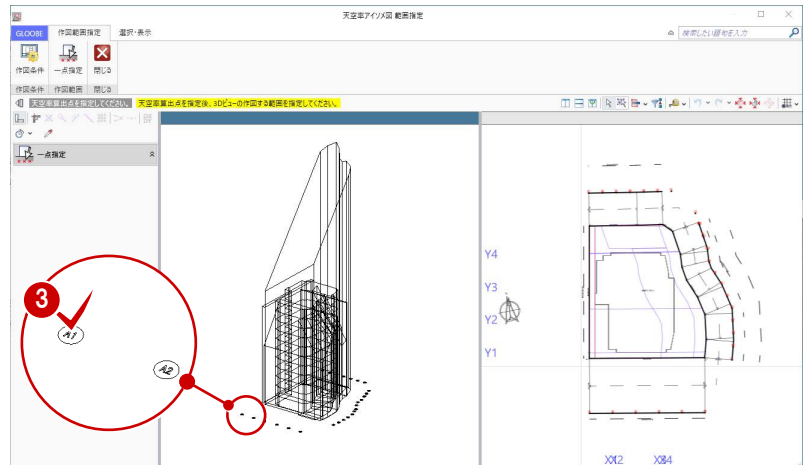 天空率アイソメ図 範囲指定
GLOOBE 作図範囲指定 選択・表示
検索したい語句を入力
作図条件 一点指定 閉じる
作図条件 作図範囲 閉じる
天空率算出点を指定してください。 天空率算出点を指定後、3Dビューの作図する範囲を指定してください。
一点指定
3
A1
A2
Y4
Y3
Y2
Y1